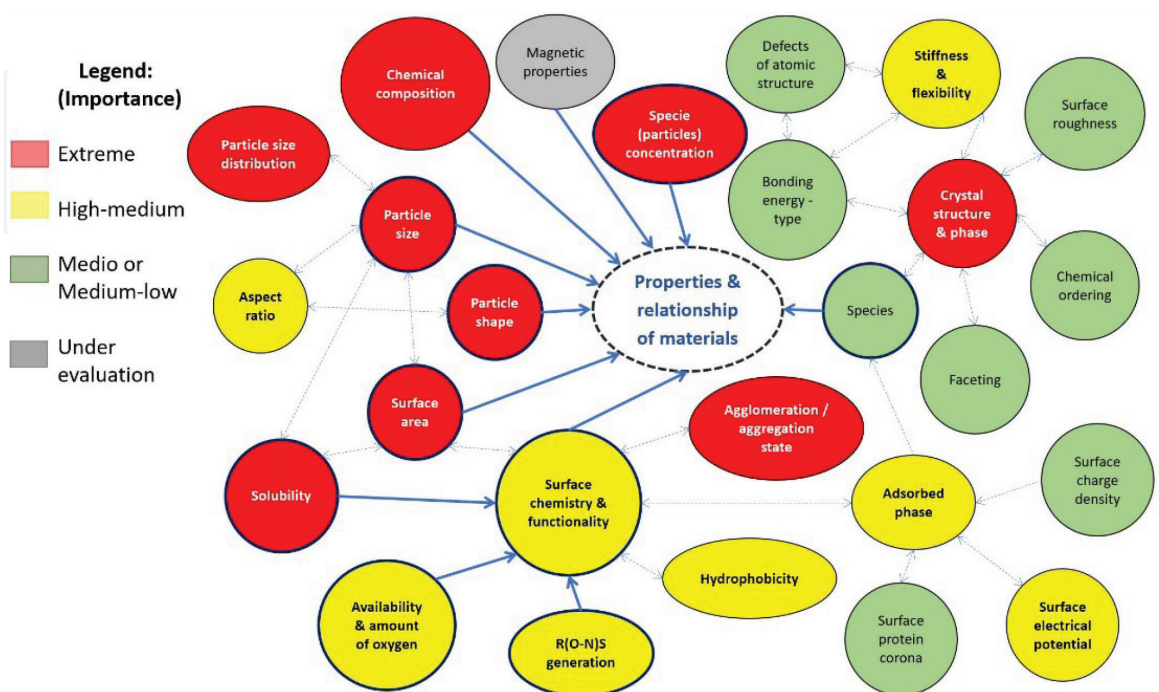 Legend:
(Importance)
Extreme
High-medium
Medio or
Medium-low
Under
evaluation
Chemical
composition
Magnetic
properties
Specie
(particles)
concentration
Defects
of atomic
structure
Stiffness
&
flexibility
Surface
roughness
Particle size
distribution
Particle
size
Bonding
energy -
type
Crystal
structure
& phase
Aspect
ratio
Particle
shape
Properties &
relationship
of materials
Species
Chemical
ordering
Faceting
Surface
area
Agglomeration /
aggregation
state
Solubility
Surface
chemistry &
functionality
Adsorbed
phase
Surface
charge
density
Hydrophobicity
Availability
& amount
of oxygen
R(O-N)S
generation
Surface
protein
corona
Surface
electrical
potential